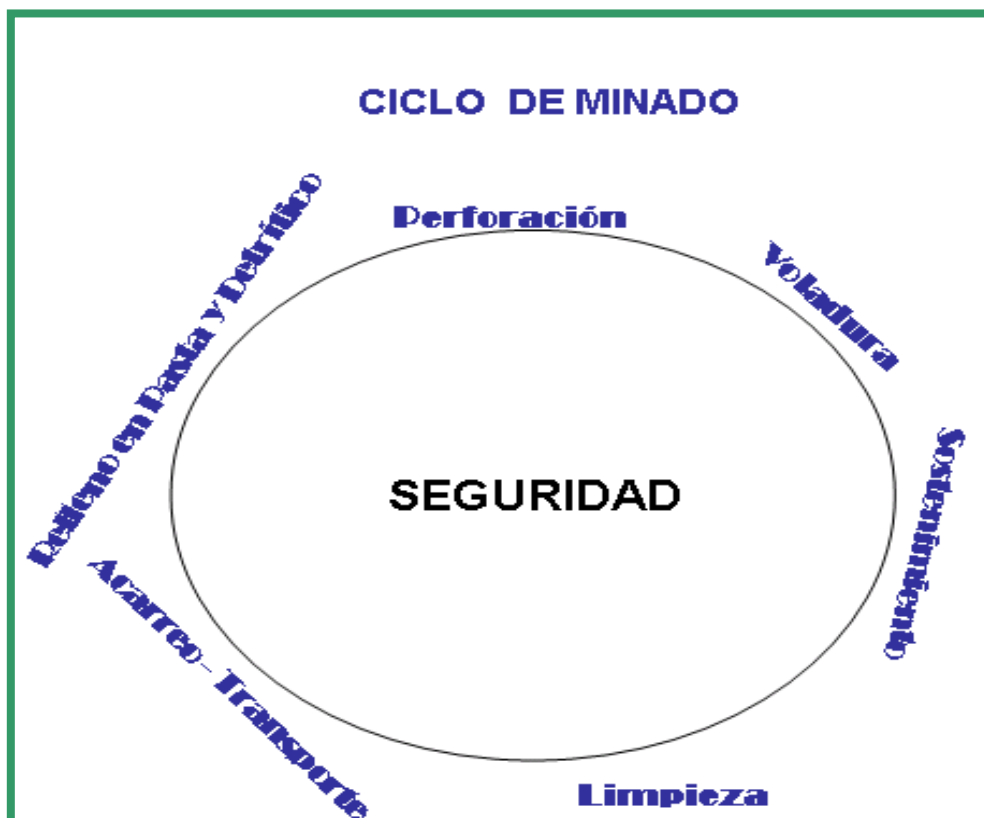 CICLO DE MINADO
Perforación
Voladura
Sostenimiento
Limpieza
Acarreo- Transporte
Relleno en Pasta y Detrítico
SEGURIDAD